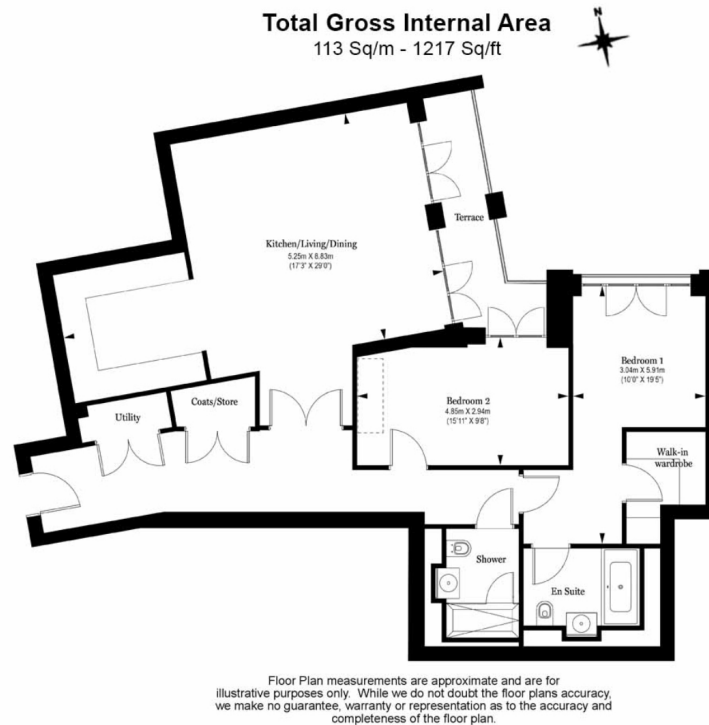 Total Gross Internal Area
113 Sq/m - 1217 Sq/ft
N
Kitchen/Living/Dining
5.25m X 8.83m
(17'3" X 29'0")
Terrace
Bedroom 1
3.04m X 5.91m
(10'0" X 19'5")
Bedroom 2
4.85m X 2.94m
(15'11" X 9'8")
Utility
Coats/Store
Walk-in
wardrobe
Shower
En Suite
Floor Plan measurements are approximate and are for
illustrative purposes only. While we do not doubt the floor plans accuracy,
we make no guarantee, warranty or representation as to the accuracy and
completeness of the floor plan.